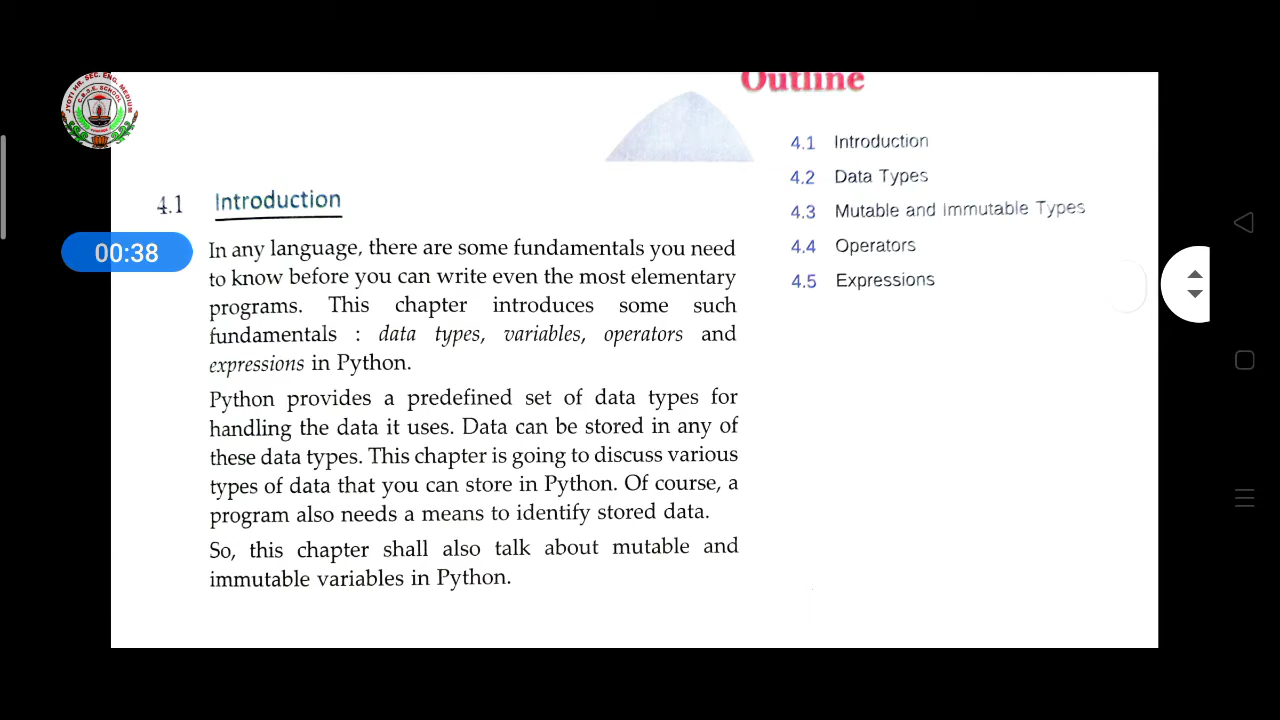 JYOTI HR. SEC. ENG. MEDIUM
C.B.S.E. SCHOOL
Outline
4.1 Introduction
4.2 Data Types
4.3 Mutable and Immutable Types
4.4 Operators
4.5 Expressions
4.1 Introduction
00:38
In any language, there are some fundamentals you need
to know before you can write even the most elementary
programs. This chapter introduces some such
fundamentals : data types, variables, operators and
expressions in Python.
Python provides a predefined set of data types for
handling the data it uses. Data can be stored in any of
these data types. This chapter is going to discuss various
types of data that you can store in Python. Of course, a
program also needs a means to identify stored data.
So, this chapter shall also talk about mutable and
immutable variables in Python.